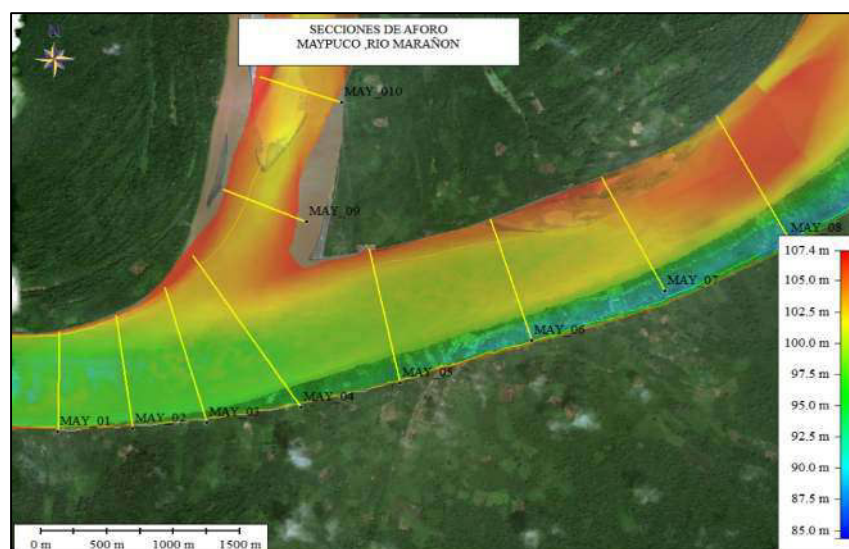 SECCIONES DE AFORO
MAYPUCO ,RIO MARAÑON
N
MAY_010
MAY_09
MAY_08
MAY_07
MAY_06
MAY_05
MAY_04
MAY_03
MAY_02
MAY_01
107.4 m
105.0 m
102.5 m
100.0 m
97.5 m
95.0 m
92.5 m
90.0 m
87.5 m
85.0 m
0 m 500 m 1000 m 1500 m